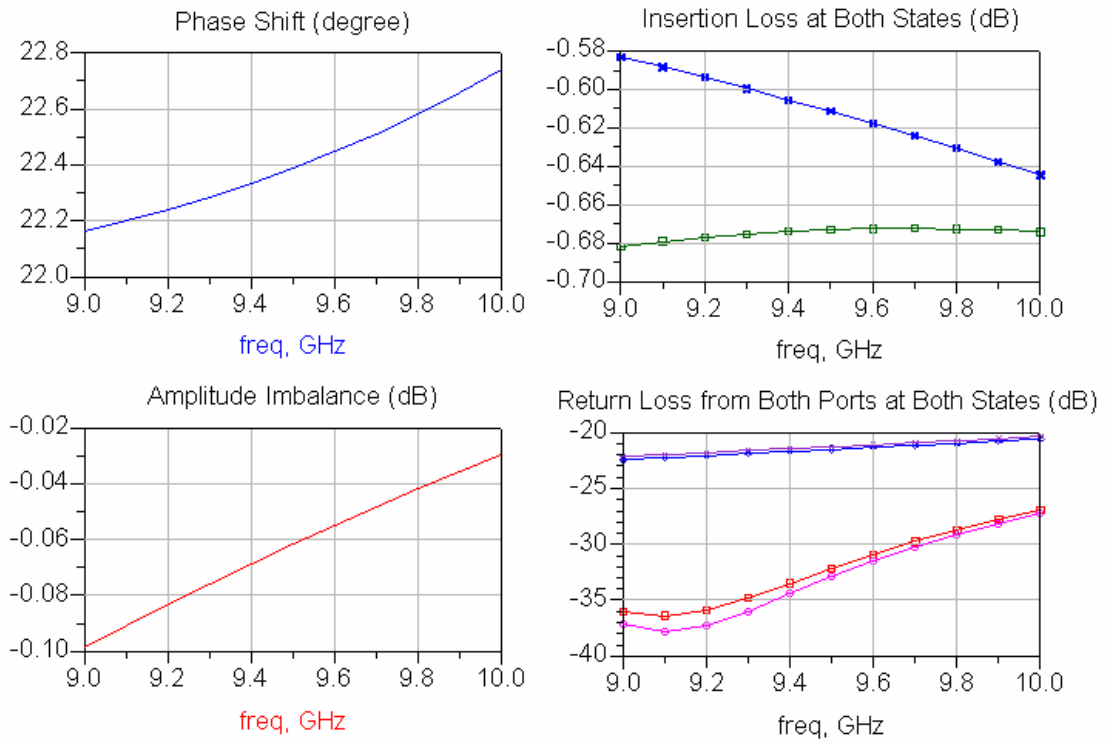 Phase Shift (degree)
22.8
22.6
22.4
22.2
22.0
9.0 9.2 9.4 9.6 9.8 10.0
freq, GHz
Insertion Loss at Both States (dB)
-0.58
-0.60
-0.62
-0.64
-0.66
-0.68
-0.70
9.0 9.2 9.4 9.6 9.8 10.0
freq, GHz
Amplitude Imbalance (dB)
-0.02
-0.04
-0.06
-0.08
-0.10
9.0 9.2 9.4 9.6 9.8 10.0
freq, GHz
Return Loss from Both Ports at Both States (dB)
-20
-25
-30
-35
-40
9.0 9.2 9.4 9.6 9.8 10.0
freq, GHz